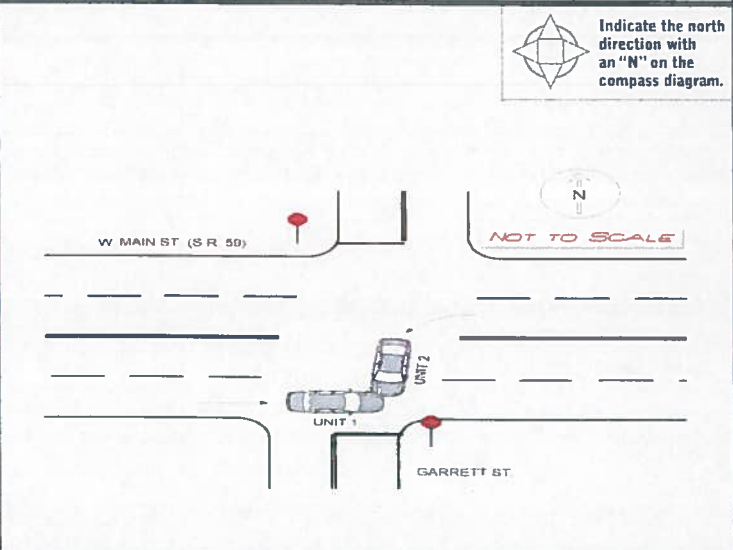 Indicate the north
direction with
an "N" on the
compass diagram.
N
NOT TO SCALE
W MAIN ST (S.R. 59)
UNIT 2
UNIT 1
GARRETT ST.